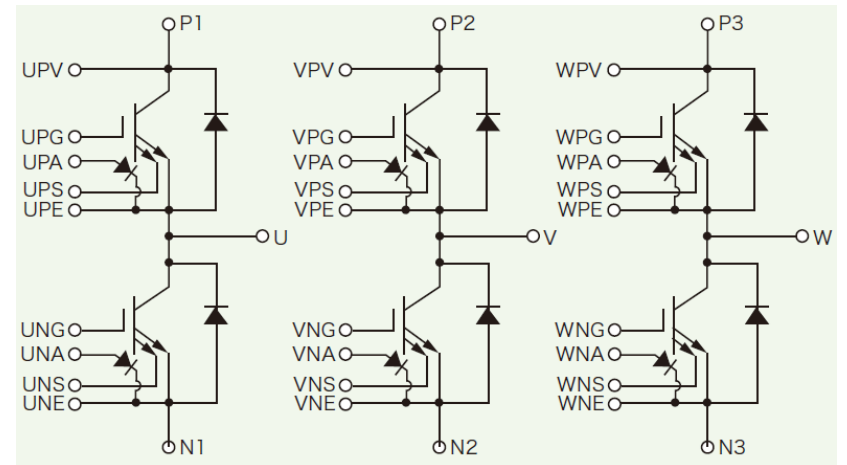 P1 P2 P3
UPV VPV WPV
UPG VPG WPG
UPA VPA WPA
UPS VPS WPS
UPE VPE WPE
U V W
UNG VNG WNG
UNA VNA WNA
UNS VNS WNS
UNE VNE WNE
N1 N2 N3